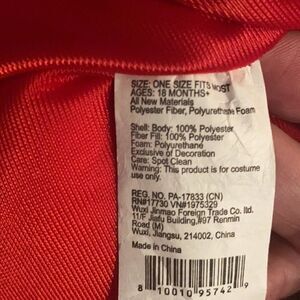 SIZE: ONE SIZE FITS MOST
AGES: 18 MONTHS+
All New Materials
Polyester Fiber, Polyurethane Foam
Shell: Body: 100% Polyester
Fiber Fill: 100% Polyester
Foam: Polyurethane
Exclusive of Decoration
Care: Spot Clean
Warning: This product is for costume
use only.
REG. NO. PA-17833 (CN)
RN#17730 VN#1975329
Wuxi Jinmao Foreign Trade Co. ltd.
11/F Jiafu Building,#97 Renmin
Road (M)
Wuxi, Jiangsu, 214002, China
Made in China
8 10010 95742 9